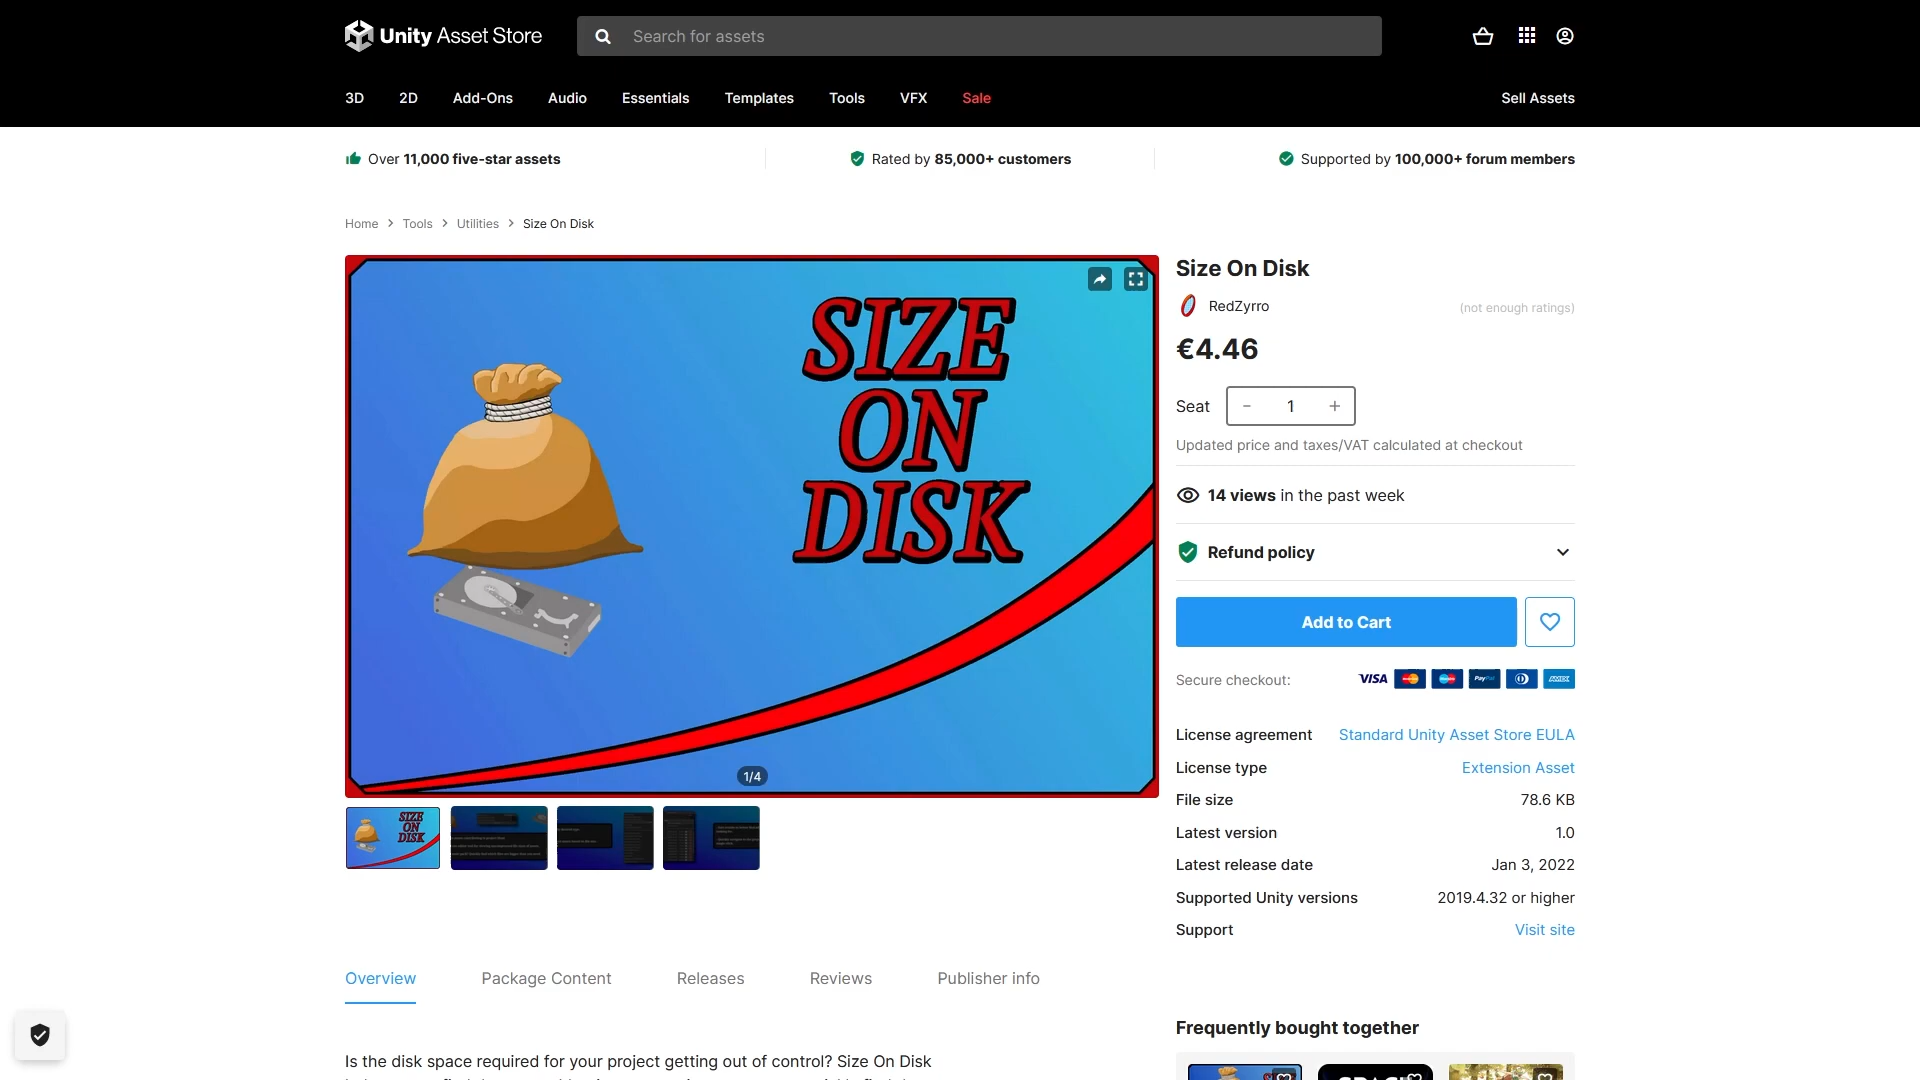 Unity Asset Store
Search for assets
3D
2D
Add-Ons
Audio
Essentials
Templates
Tools
VFX
Sale
Sell Assets
Over 11,000 five-star assets
Rated by 85,000+ customers
Supported by 100,000+ forum members
Home
Tools
Utilities
Size On Disk
SIZE
ON
DISK
1/4
SIZE
ON
DISK
Size On Disk
RedZyrro
(not enough ratings)
€4.46
Seat
-
1
+
Updated price and taxes/VAT calculated at checkout
14 views in the past week
Refund policy
Add to Cart
Secure checkout:
VISA
PayPal
AMEX
License agreement
Standard Unity Asset Store EULA
License type
Extension Asset
File size
78.6 KB
Latest version
1.0
Latest release date
Jan 3, 2022
Supported Unity versions
2019.4.32 or higher
Support
Visit site
Overview
Package Content
Releases
Reviews
Publisher info
Is the disk space required for your project getting out of control? Size On Disk
Frequently bought together